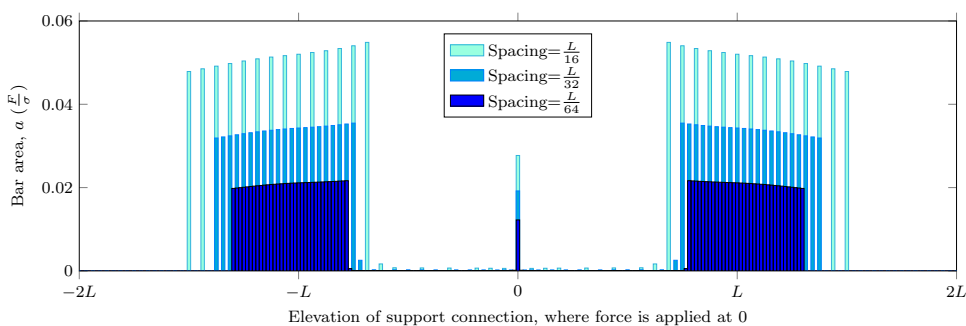 0.06
Spacing=L/16
Spacing=L/32
Spacing=L/64
0.04
Bar area, a (F/σ)
0.02
0
−2L −L 0 L 2L
Elevation of support connection, where force is applied at 0